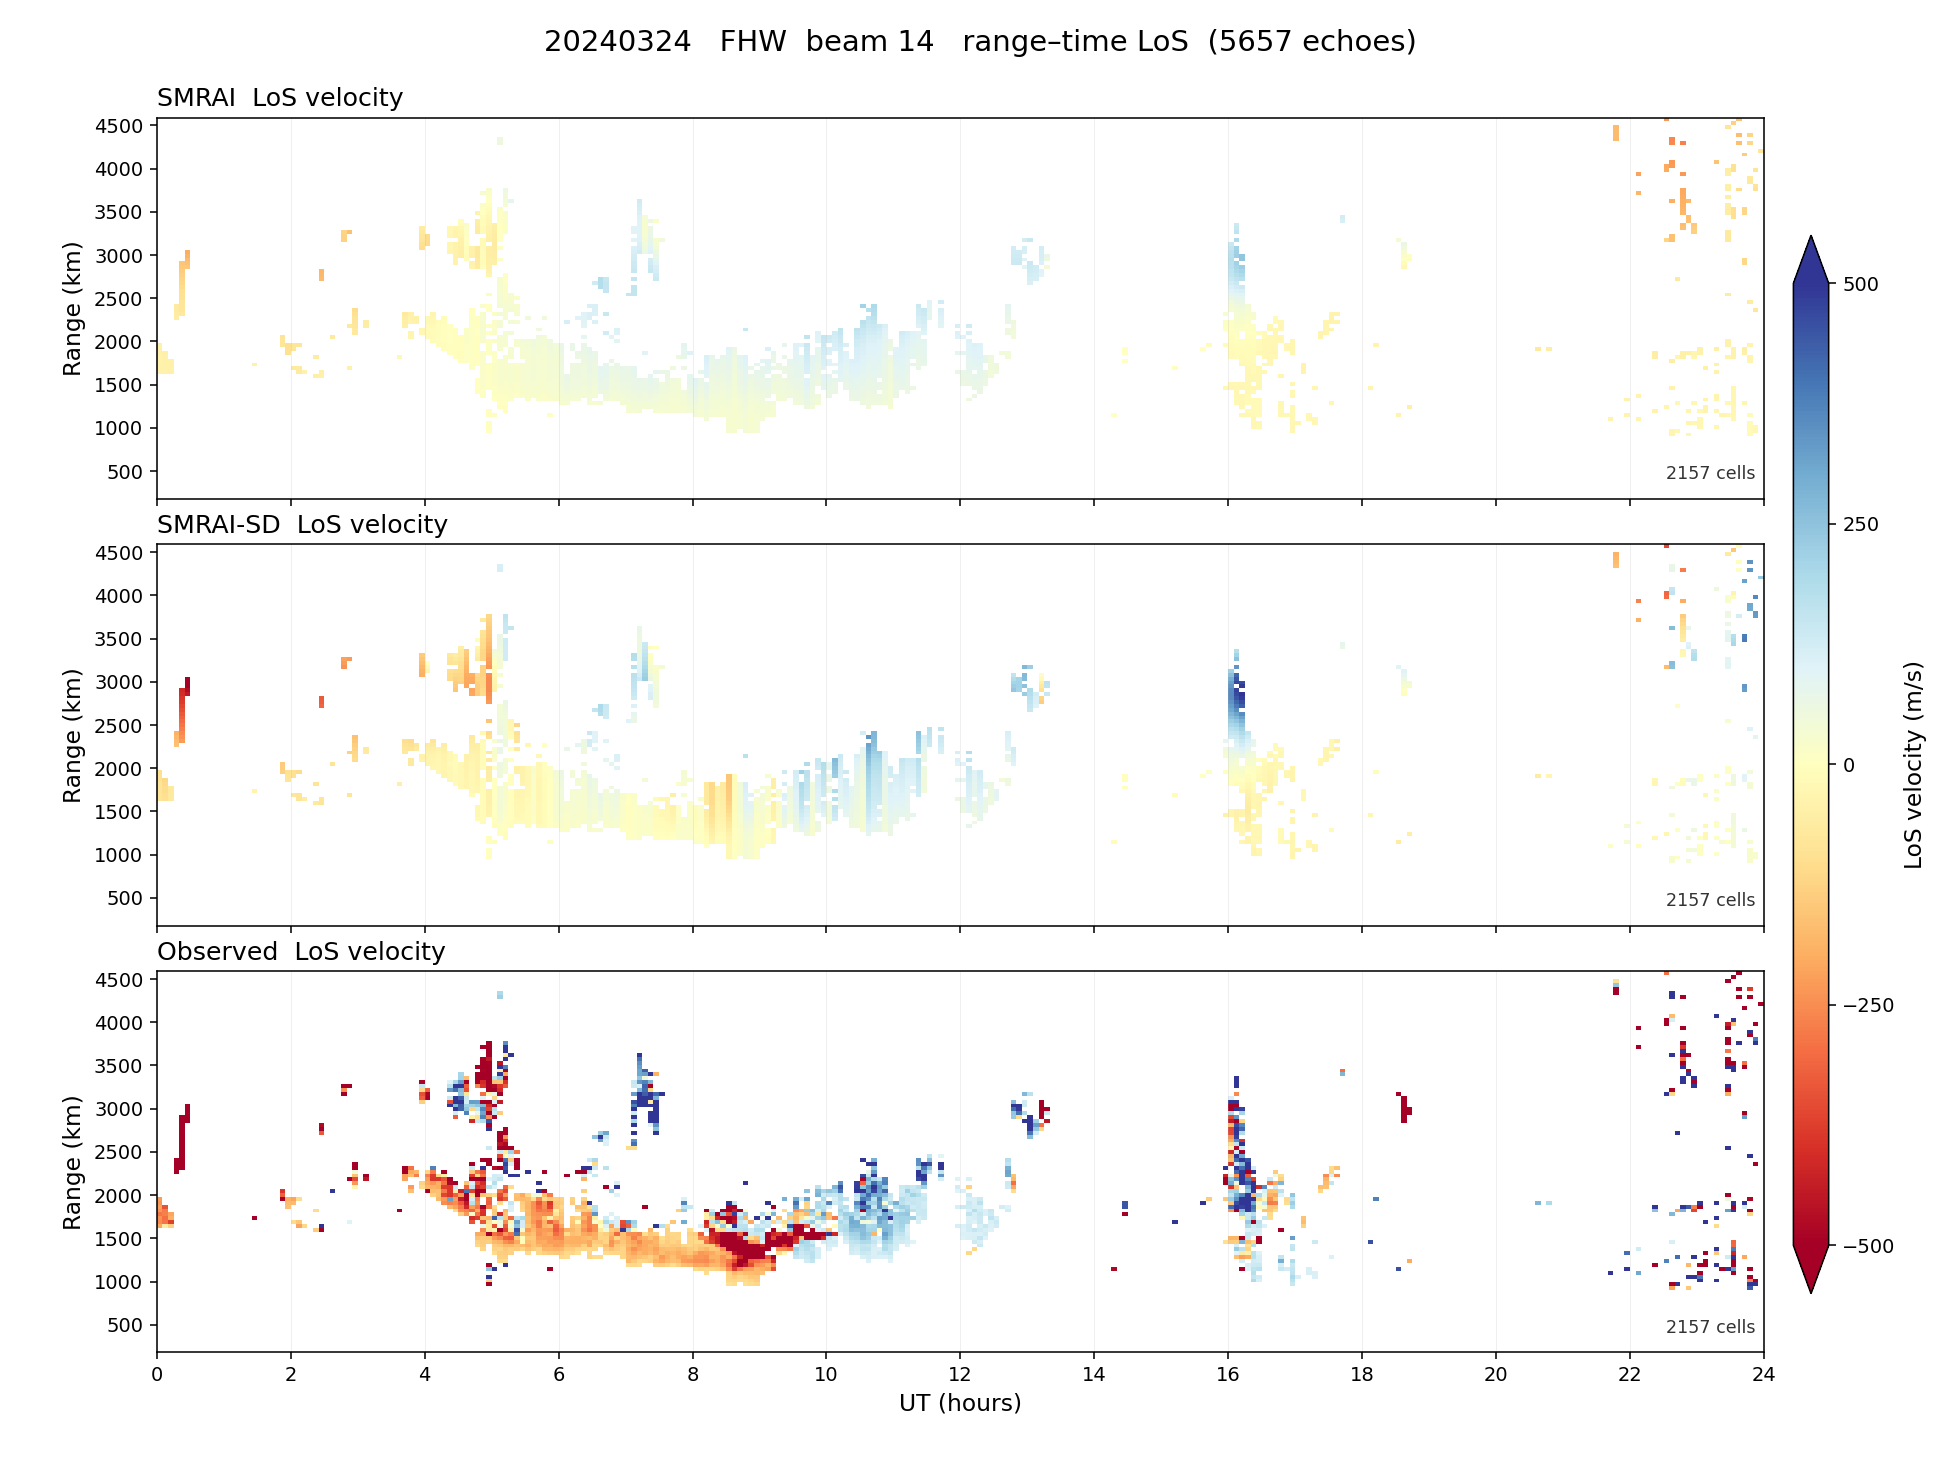 20240324   FHW  beam 14   range–time LoS  (5657 echoes)
SMRAI  LoS velocity
4500
4000
3500
3000
2500
2000
1500
1000
500
Range (km)
2157 cells
SMRAI-SD  LoS velocity
4500
4000
3500
3000
2500
2000
1500
1000
500
Range (km)
2157 cells
Observed  LoS velocity
4500
4000
3500
3000
2500
2000
1500
1000
500
Range (km)
2157 cells
0 2 4 6 8 10 12 14 16 18 20 22 24
UT (hours)
500
250
0
−250
−500
LoS velocity (m/s)